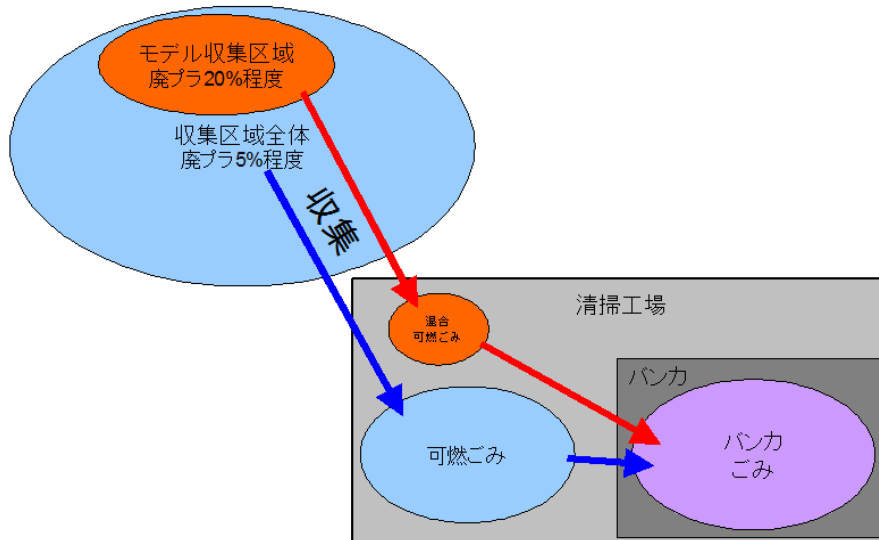 モデル収集区域
廃プラ20%程度
収集区域全体
廃プラ5%程度
収集
清掃工場
混合
可燃ごみ
バンカ
可燃ごみ
バンカ
ごみ